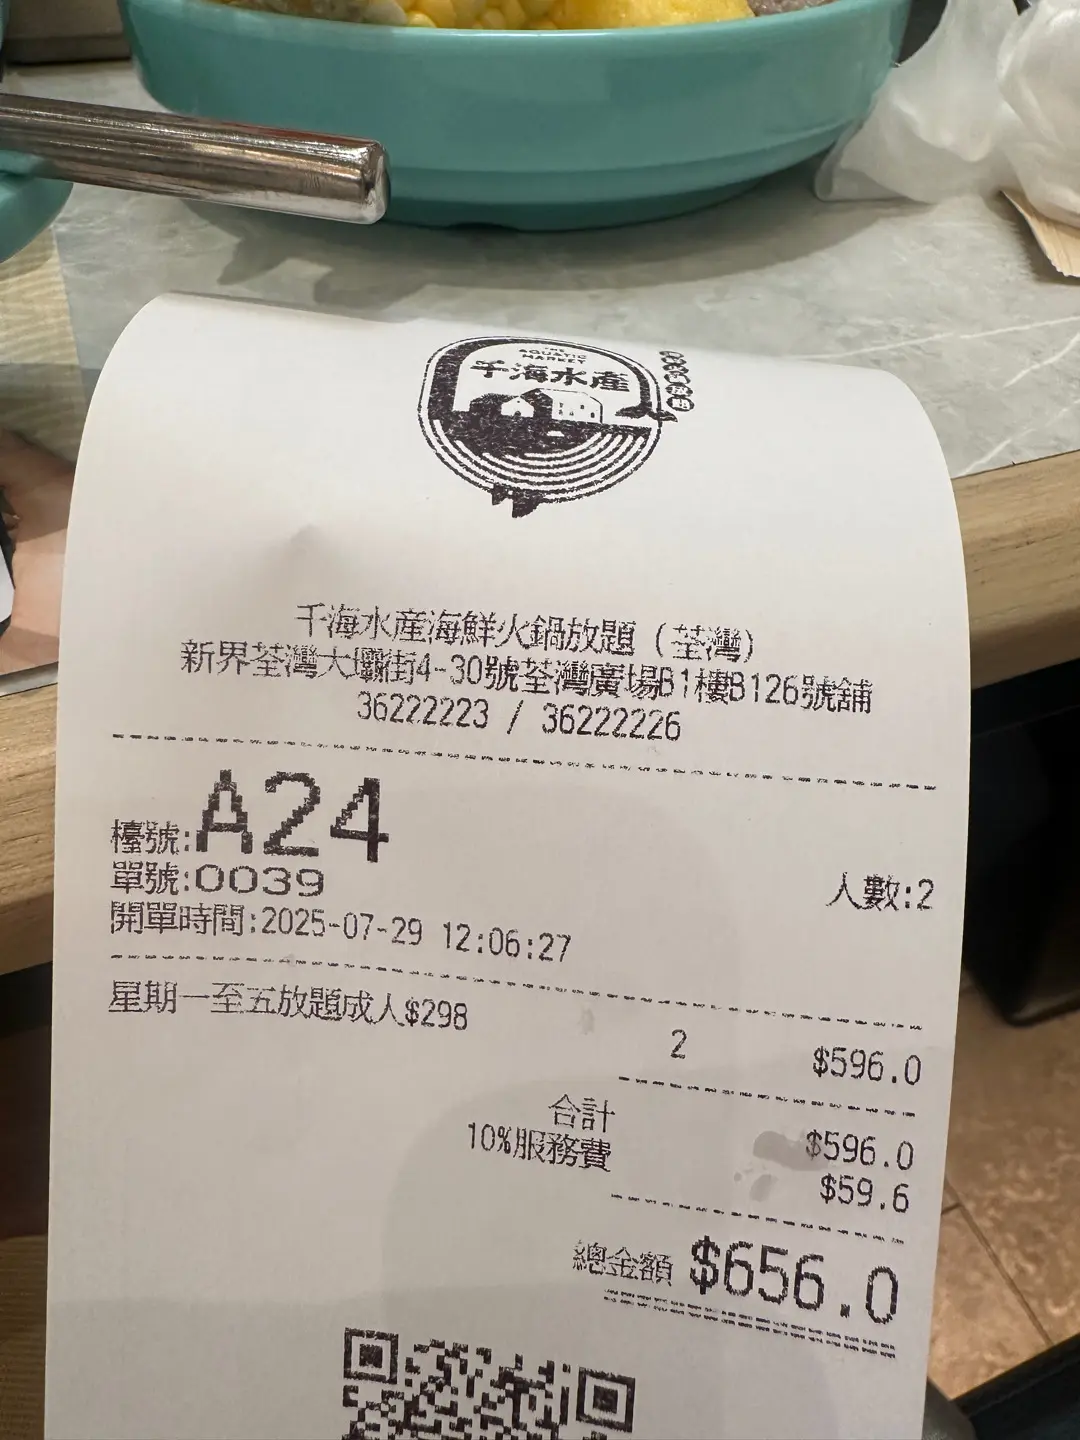 THE
AQUATIC
MARKET
千海水產
千海水產海鮮火鍋放題（荃灣）
新界荃灣大壩街4-30號荃灣廣場B1樓B126號舖
36222223 / 36222226
檯號:A24
單號:0039
人數:2
開單時間:2025-07-29 12:06:27
星期一至五放題成人$298
2 $596.0
合計 $596.0
10%服務費 $59.6
總金額 $656.0